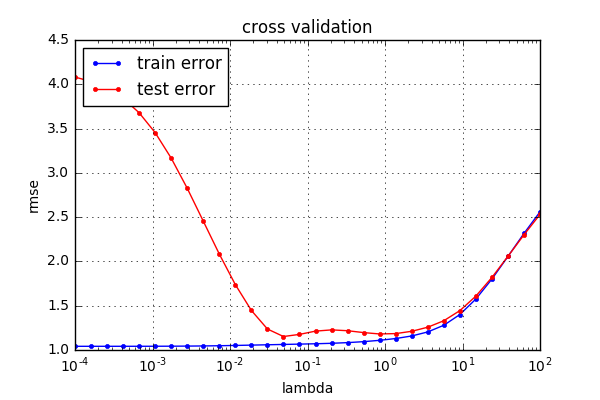 cross validation
train error
test error
4.5
4.0
3.5
3.0
2.5
2.0
1.5
1.0
rmse
10⁻⁴ 10⁻³ 10⁻² 10⁻¹ 10⁰ 10¹ 10²
lambda